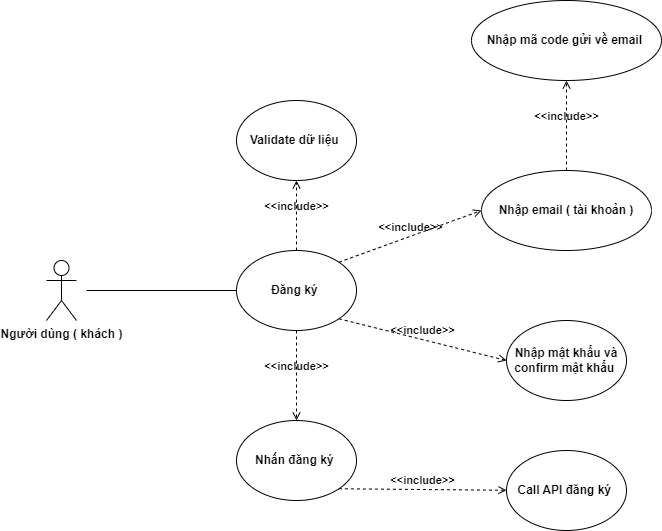 Nhập mã code gửi về email
<<include>>
Validate dữ liệu
<<include>>
Nhập email ( tài khoản )
<<include>>
Đăng ký
Người dùng ( khách )
<<include>>
Nhập mật khẩu và
confirm mật khẩu
<<include>>
Nhấn đăng ký
<<include>>
Call API đăng ký